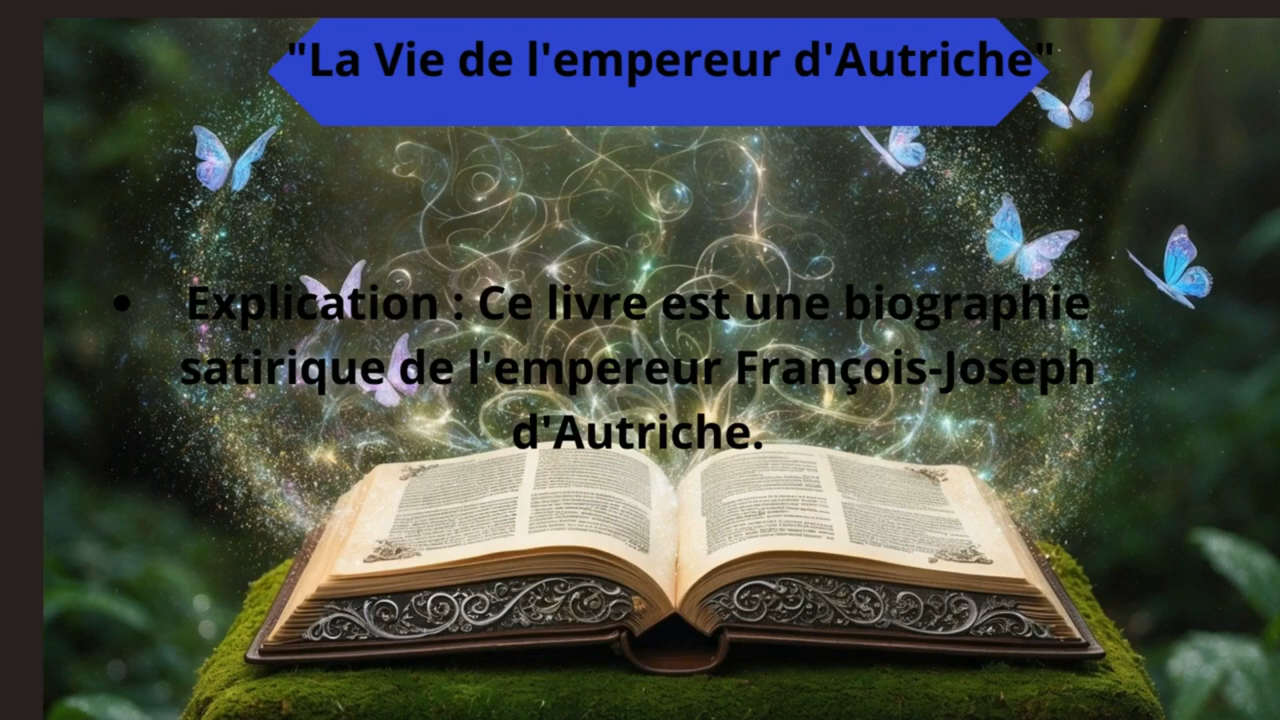 "La Vie de l'empereur d'Autriche"
• Explication : Ce livre est une biographie
satirique de l'empereur François-Joseph
d'Autriche.